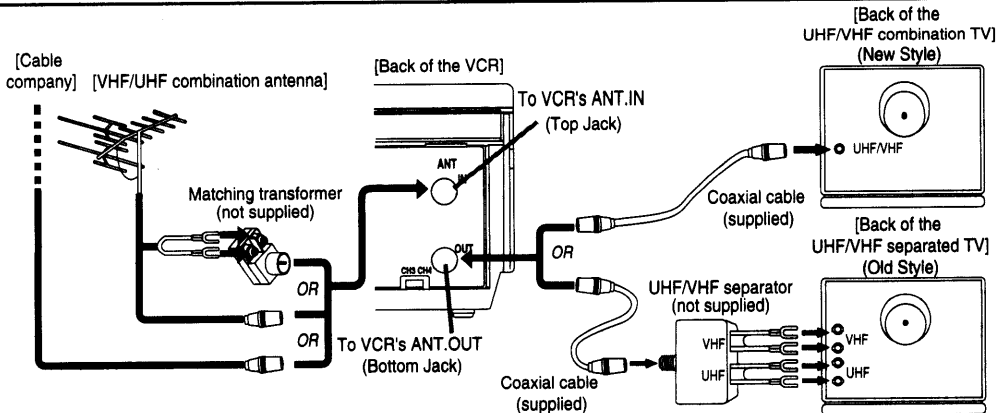 [Cable
company]
[VHF/UHF combination antenna]
Matching transformer
(not supplied)
OR
OR
[Back of the VCR]
To VCR's ANT.IN
(Top Jack)
ANT
IN
OUT
CH3 CH4
To VCR's ANT.OUT
(Bottom Jack)
OR
Coaxial cable
(supplied)
[Back of the
UHF/VHF combination TV]
(New Style)
UHF/VHF
Coaxial cable
(supplied)
UHF/VHF separator
(not supplied)
VHF
UHF
[Back of the
UHF/VHF separated TV]
(Old Style)
VHF
UHF